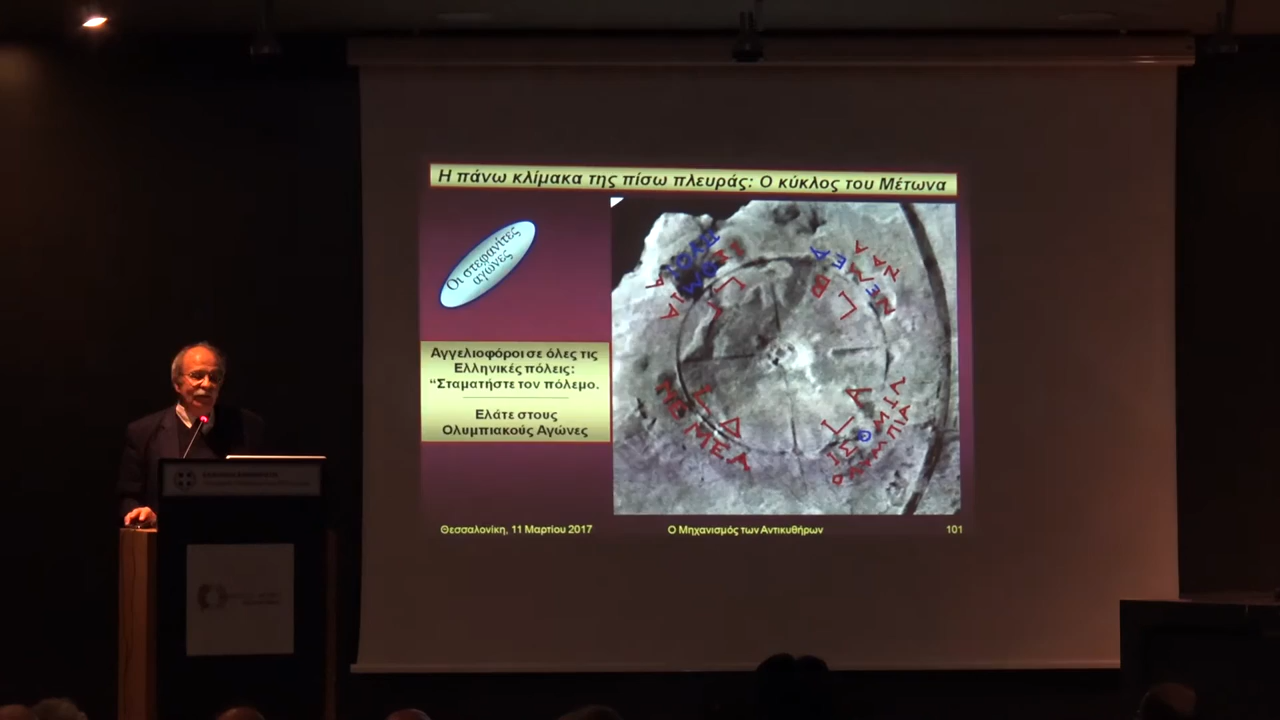 Η πάνω κλίμακα της πίσω πλευράς: Ο κύκλος του Μέτωνα
Οι στεφανίτες
αγώνες
Αγγελιοφόροι σε όλες τις
Ελληνικές πόλεις:
“Σταματήστε τον πόλεμο.
Ελάτε στους
Ολυμπιακούς Αγώνες
ΝΕΜΕΑ
ΟΛΥΜΠΙΑ
Θεσσαλονίκη, 11 Μαρτίου 2017
Ο Μηχανισμός των Αντικυθήρων
101